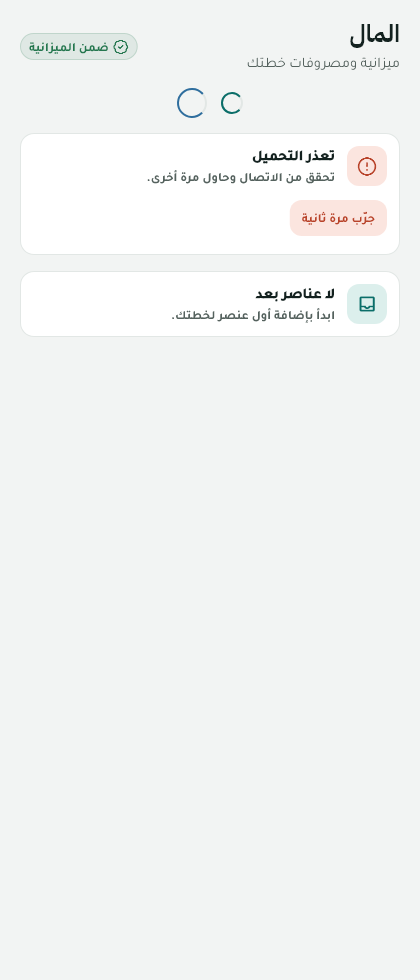 المال
ميزانية ومصروفات خطتك
ضمن الميزانية
تعذر التحميل
تحقق من الاتصال وحاول مرة أخرى.
جرّب مرة ثانية
لا عناصر بعد
ابدأ بإضافة أول عنصر لخطتك.